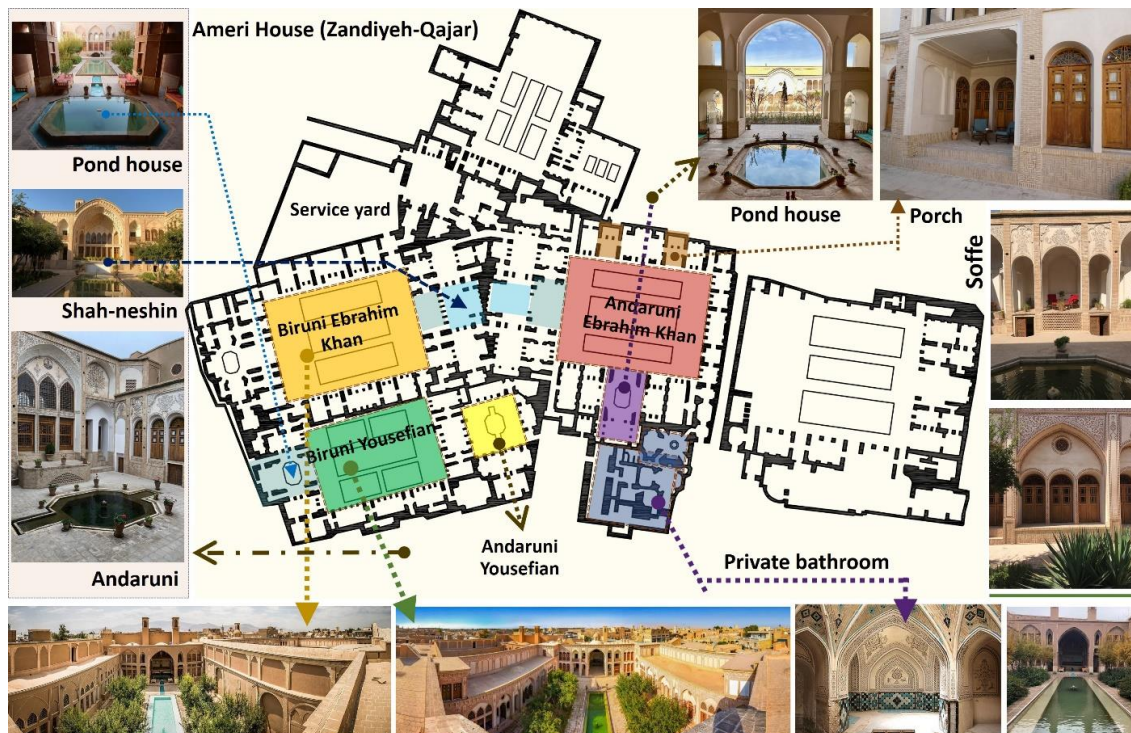 Ameri House (Zandiyeh-Qajar)
Pond house
Shah-neshin
Andaruni
Service yard
Biruni Ebrahim
Khan
Biruni Yousefian
Andaruni
Ebrahim Khan
Andaruni
Yousefian
Private bathroom
Pond house
Porch
Soffe